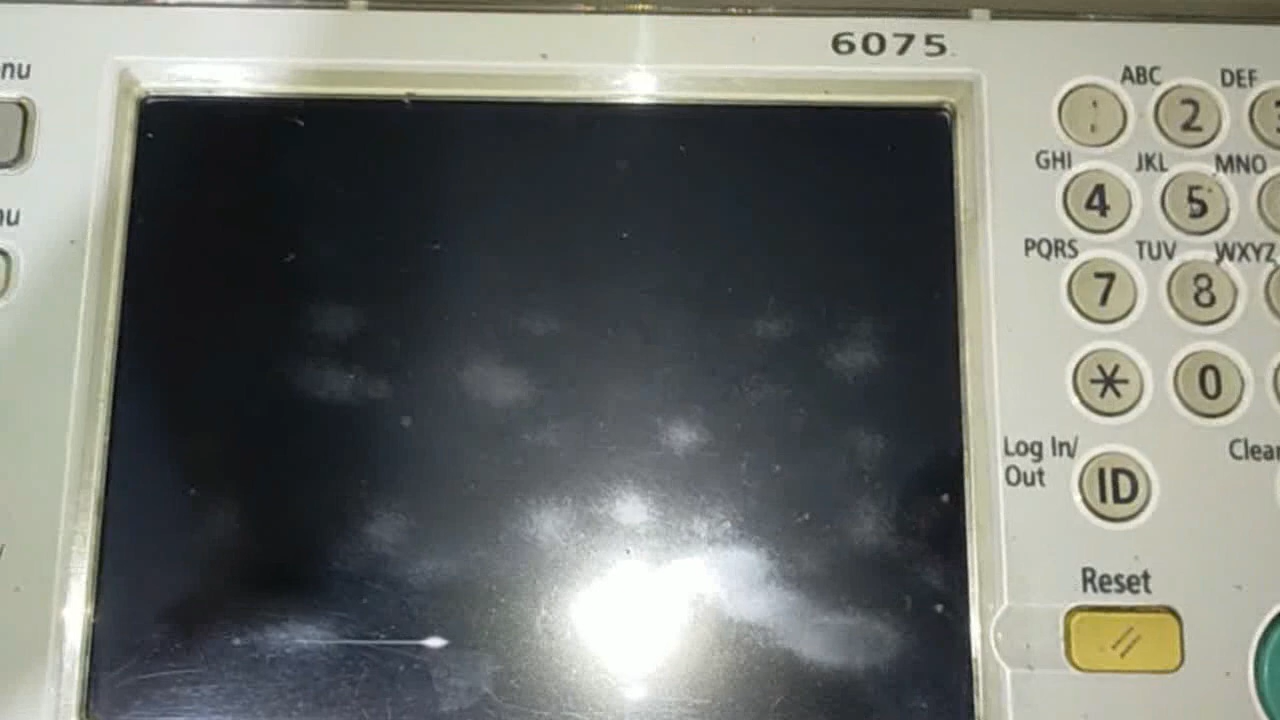 6075
nu
ABC DEF
2
GHI JKL MNO
4 5
nu
PQRS TUV WXYZ
7 8
* 0
Log In/
Out
Clear
ID
Reset